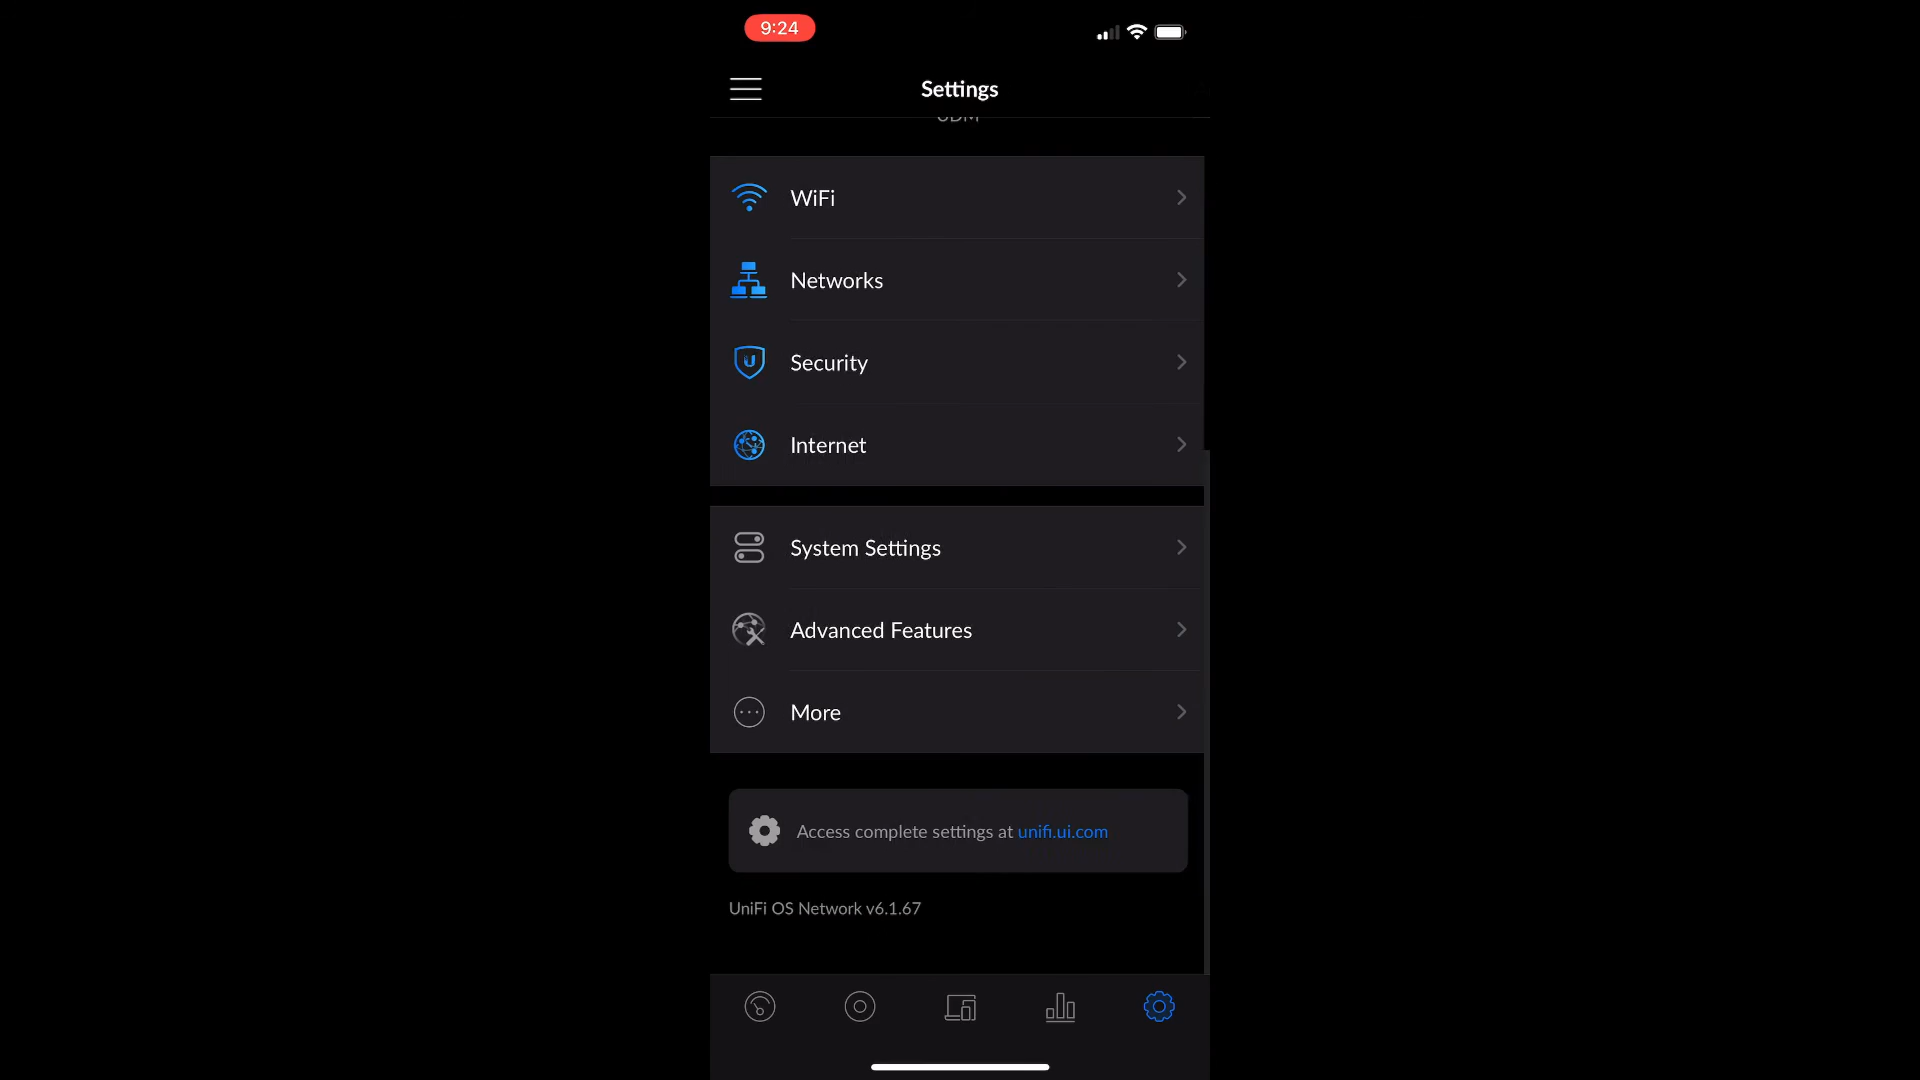 9:24
Settings
UDM
WiFi
Networks
Security
Internet
System Settings
Advanced Features
More
Access complete settings at unifi.ui.com
UniFi OS Network v6.1.67